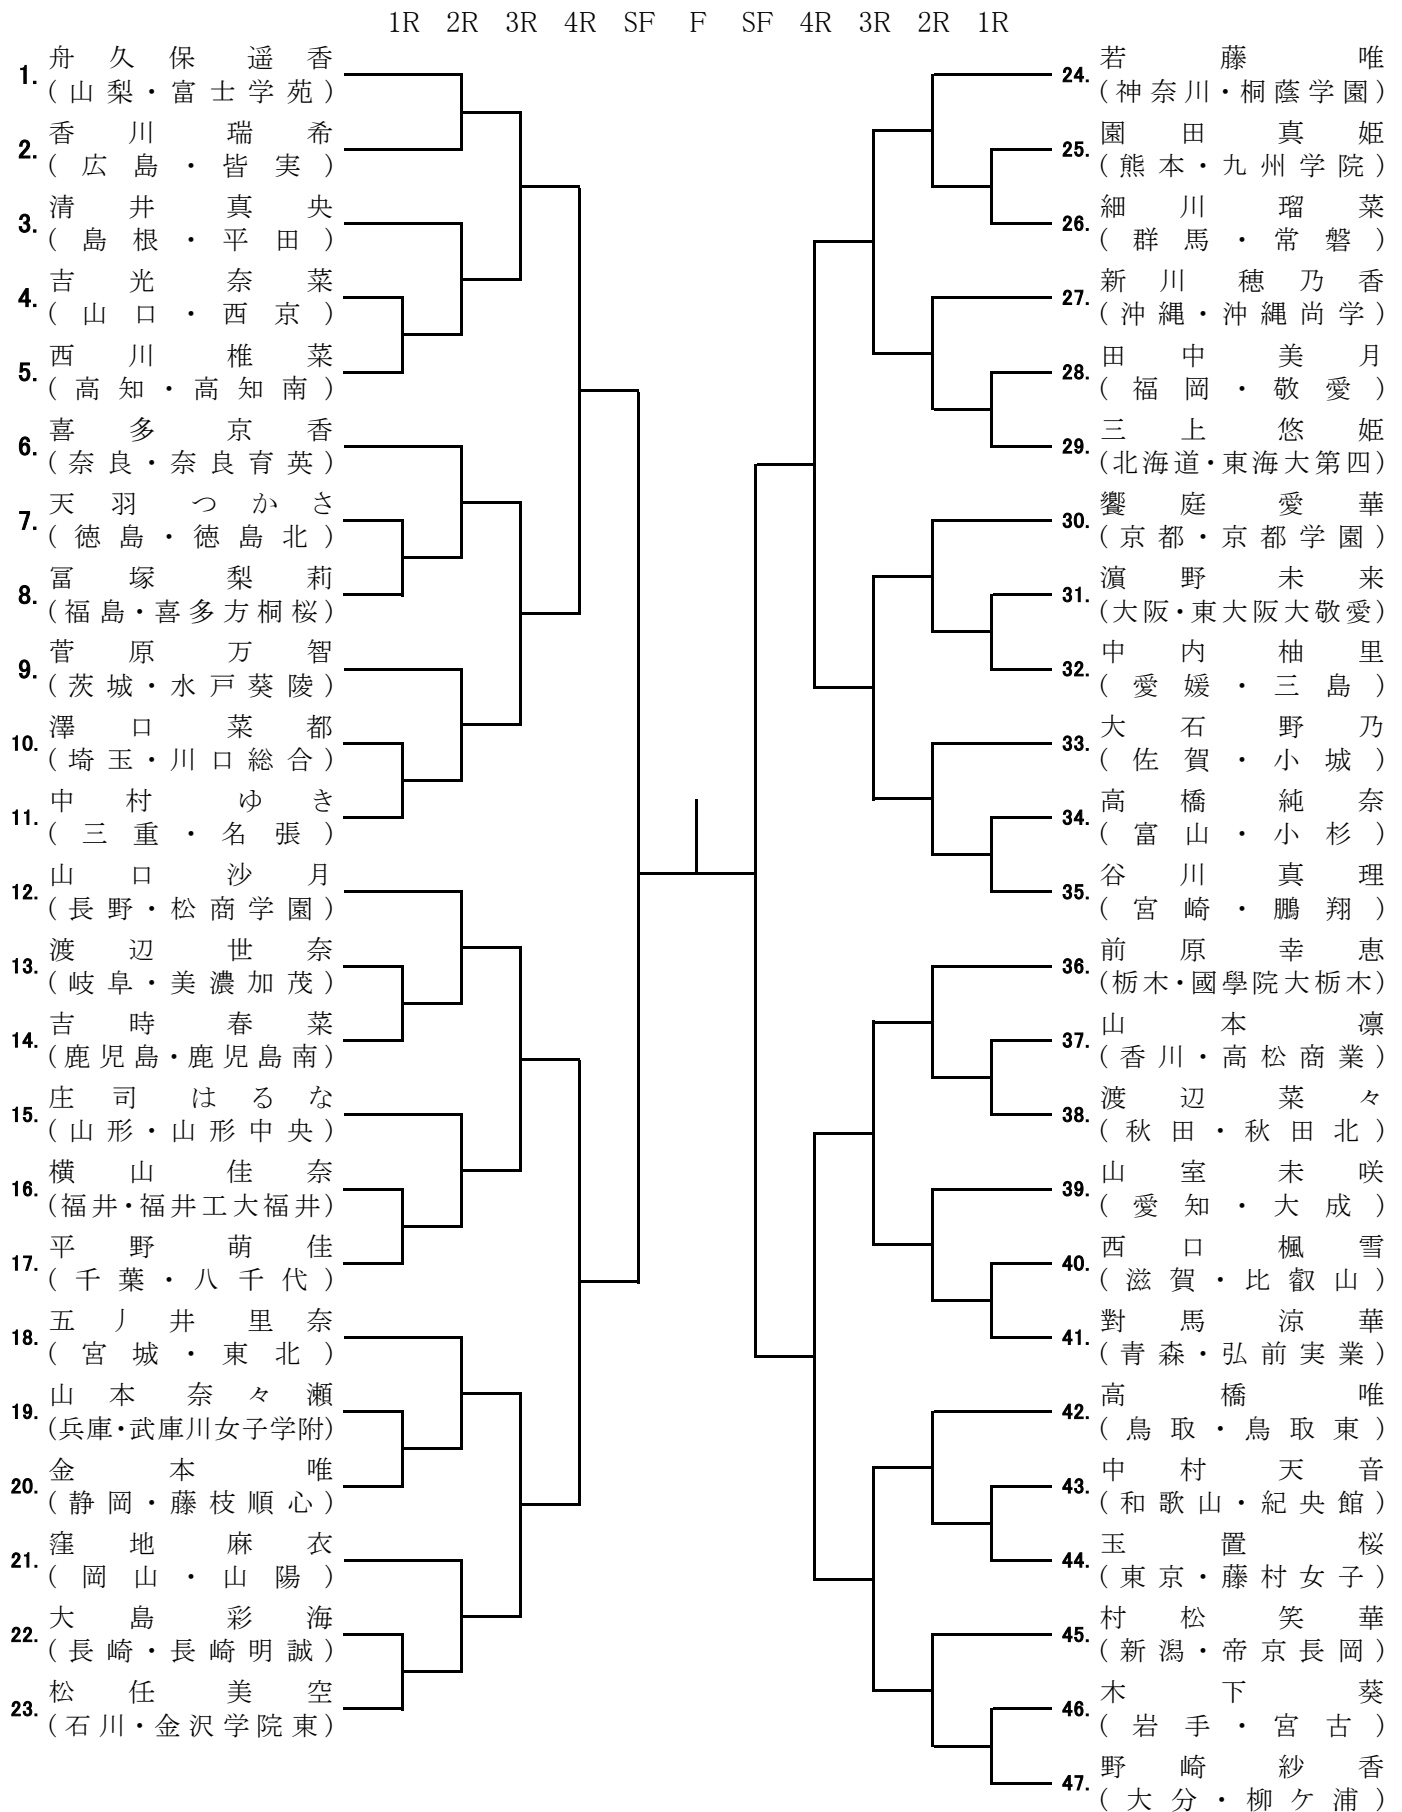 1R 2R 3R 4R SF F SF 4R 3R 2R 1R
1. 舟久保遥香
(山梨・富士学苑)
2. 香川瑞希
(広島・皆実)
3. 清井真央
(島根・平田)
4. 吉光奈菜
(山口・西京)
5. 西川椎菜
(高知・高知南)
6. 喜多京香
(奈良・奈良育英)
7. 天羽つかさ
(徳島・徳島北)
8. 冨塚梨莉
(福島・喜多方桐桜)
9. 菅原万智
(茨城・水戸葵陵)
10. 澤口菜都
(埼玉・川口総合)
11. 中村ゆき
(三重・名張)
12. 山口沙月
(長野・松商学園)
13. 渡辺世奈
(岐阜・美濃加茂)
14. 吉時春菜
(鹿児島・鹿児島南)
15. 庄司はるな
(山形・山形中央)
16. 横山佳奈
(福井・福井工大福井)
17. 平野萌佳
(千葉・八千代)
18. 五丿井里奈
(宮城・東北)
19. 山本奈々瀬
(兵庫・武庫川女子学附)
20. 金本唯
(静岡・藤枝順心)
21. 窪地麻衣
(岡山・山陽)
22. 大島彩海
(長崎・長崎明誠)
23. 松任美空
(石川・金沢学院東)
24. 若藤唯
(神奈川・桐蔭学園)
25. 園田真姫
(熊本・九州学院)
26. 細川瑠菜
(群馬・常磐)
27. 新川穂乃香
(沖縄・沖縄尚学)
28. 田中美月
(福岡・敬愛)
29. 三上悠姫
(北海道・東海大第四)
30. 饗庭愛華
(京都・京都学園)
31. 濵野未来
(大阪・東大阪大敬愛)
32. 中内柚里
(愛媛・三島)
33. 大石野乃
(佐賀・小城)
34. 高橋純奈
(富山・小杉)
35. 谷川真理
(宮崎・鵬翔)
36. 前原幸恵
(栃木・國學院大栃木)
37. 山本凛
(香川・高松商業)
38. 渡辺菜々
(秋田・秋田北)
39. 山室未咲
(愛知・大成)
40. 西口楓雪
(滋賀・比叡山)
41. 對馬涼華
(青森・弘前実業)
42. 高橋唯
(鳥取・鳥取東)
43. 中村天音
(和歌山・紀央館)
44. 玉置桜
(東京・藤村女子)
45. 村松笑華
(新潟・帝京長岡)
46. 木下葵
(岩手・宮古)
47. 野崎紗香
(大分・柳ケ浦)